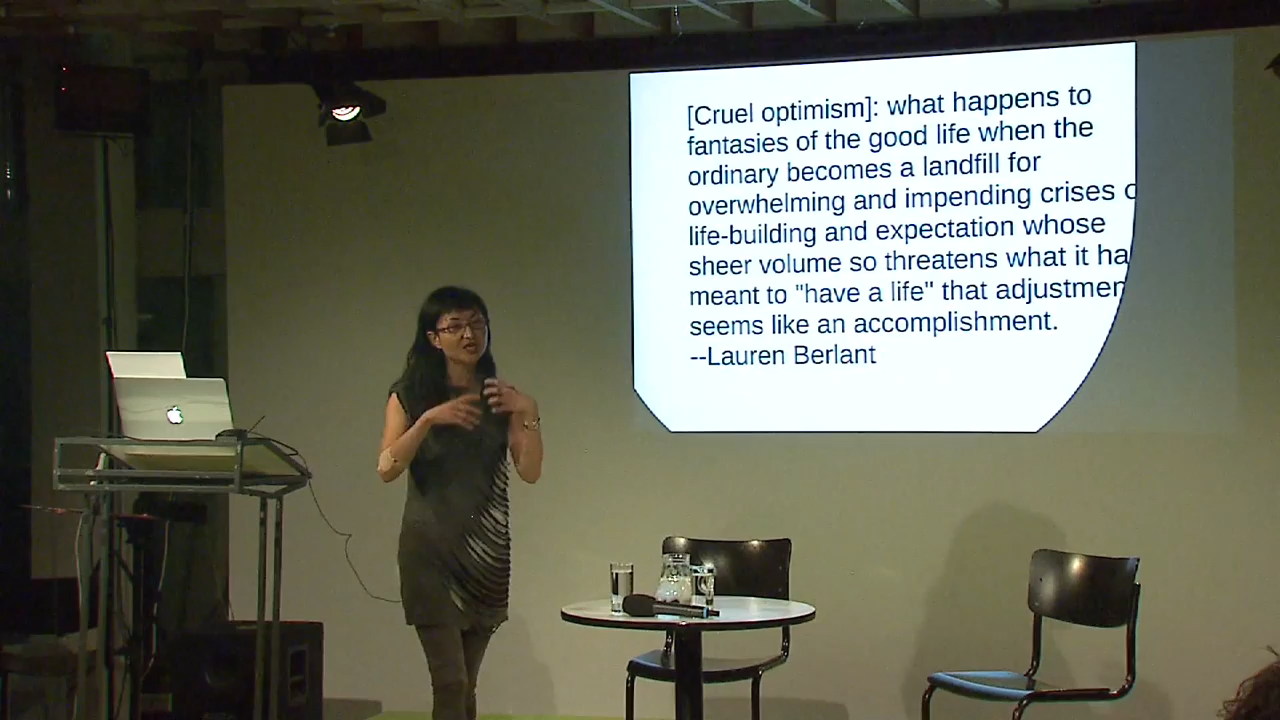 [Cruel optimism]: what happens to
fantasies of the good life when the
ordinary becomes a landfill for
overwhelming and impending crises
life-building and expectation whose
sheer volume so threatens what it ha
meant to "have a life" that adjustmen
seems like an accomplishment.
--Lauren Berlant